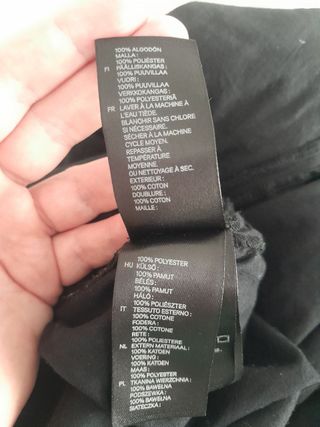 100% ALGODÓN
MALLA :
100% POLIÉSTER
FI PÄÄLLISKANGAS :
100% PUUVILLAA
VUORI :
100% PUUVILLAA
VERKKOKANGAS :
100% POLYESTERIÄ
FR LAVER À LA MACHINE À
L'EAU TIÈDE.
BLANCHIR SANS CHLORE
SI NÉCESSAIRE.
SÉCHER À LA MACHINE
CYCLE MOYEN.
REPASSER À
TEMPÉRATURE
MOYENNE.
OU NETTOYAGE À SEC.
EXTERIEUR :
100% COTON
DOUBLURE :
100% COTON
MAILLE :
100% POLYESTER
HU KÜLSŐ :
100% PAMUT
BÉLÉS :
100% PAMUT
HÁLÓ :
100% POLIÉSZTER
IT TESSUTO ESTERNO :
100% COTONE
FODERA :
100% COTONE
RETE :
100% POLIESTERE
NL EXTERN MATERIAAL :
100% KATOEN
VOERING :
100% KATOEN
MAAS :
100% POLYESTER
PL TKANINA WIERZCHNIA :
100% BAWEŁNA
PODSZEWKA :
100% BAWEŁNA
SIATECZKA :